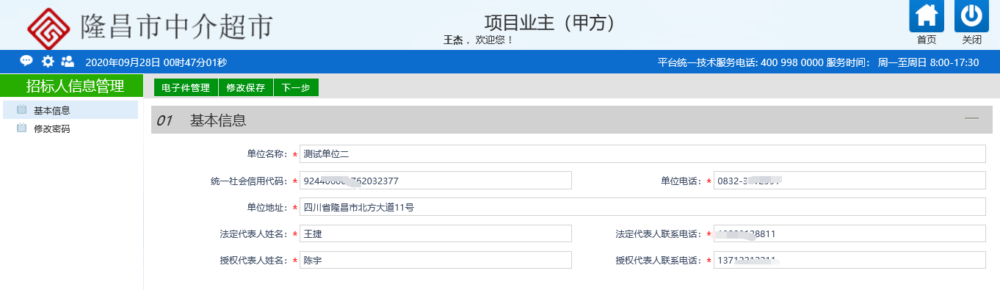 隆昌市中介超市
项目业主（甲方）
王杰 ，欢迎您！
首页 关闭
2020年09月28日 00时47分01秒
平台统一技术服务电话: 400 998 0000 服务时间： 周一至周日 8:00-17:30
招标人信息管理
电子件管理 修改保存 下一步
基本信息
修改密码
01 基本信息
单位名称：* 测试单位二
统一社会信用代码：* 762032377 单位电话：* 0832-
单位地址：* 四川省隆昌市北方大道11号
法定代表人姓名：* 王捷 法定代表人联系电话：* 8811
授权代表人姓名：* 陈宇 授权代表人联系电话：* 1371